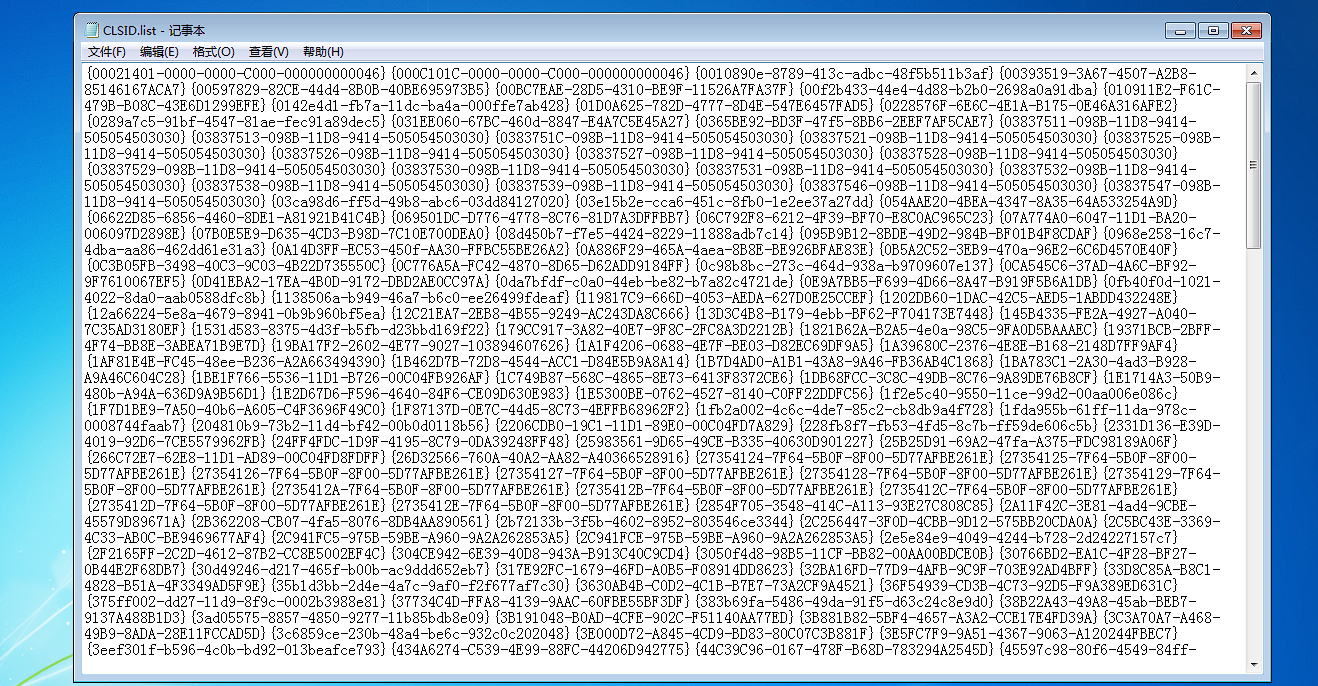 CLSID.list - 记事本
文件(F) 编辑(E) 格式(O) 查看(V) 帮助(H)
{00021401-0000-0000-C000-000000000046} {000C101C-0000-0000-C000-000000000046} {0010890e-8789-413c-adbc-48f5b511b3af} {00393519-3A67-4507-A2B8-
85146167ACA7} {00597829-82CE-44d4-8B0B-40BE695973B5} {00BC7EAE-28D5-4310-BE9F-11526A7FA37F} {00f2b433-44e4-4d88-b2b0-2698a0a91dba} {010911E2-F61C-
479B-B08C-43E6D1299EFE} {0142e4d1-fb7a-11dc-ba4a-000ffe7ab428} {01D0A625-782D-4777-8D4E-547E6457FAD5} {0228576F-6E6C-4E1A-B175-0E46A316AFE2}
{0289a7c5-91bf-4547-81ae-fec91a89dec5} {031EE060-67BC-460d-8847-E4A7C5E45A27} {0365BE92-BD3F-47f5-8BB6-2EEF7AF5CAE7} {03837511-098B-11D8-9414-
505054503030} {03837513-098B-11D8-9414-505054503030} {0383751C-098B-11D8-9414-505054503030} {03837521-098B-11D8-9414-505054503030} {03837525-098B-
11D8-9414-505054503030} {03837526-098B-11D8-9414-505054503030} {03837527-098B-11D8-9414-505054503030} {03837528-098B-11D8-9414-505054503030}
{03837529-098B-11D8-9414-505054503030} {03837530-098B-11D8-9414-505054503030} {03837531-098B-11D8-9414-505054503030} {03837532-098B-11D8-9414-
505054503030} {03837538-098B-11D8-9414-505054503030} {03837539-098B-11D8-9414-505054503030} {03837546-098B-11D8-9414-505054503030} {03837547-098B-
11D8-9414-505054503030} {03ca98d6-ff5d-49b8-abc6-03dd84127020} {03e15b2e-cca6-451c-8fb0-1e2ee37a27dd} {054AAE20-4BEA-4347-8A35-64A533254A9D}
{06622D85-6856-4460-8DE1-A81921B41C4B} {069501DC-D776-4778-8C76-81D7A3DFFBB7} {06C792F8-6212-4F39-BF70-E8C0AC965C23} {07A774A0-6047-11D1-BA20-
006097D2898E} {07B0E5E9-D635-4CD3-B98D-7C10E700DEA0} {08d450b7-f7e5-4424-8229-11888adb7c14} {095B9B12-8BDE-49D2-984B-BF01B4F8CDAF} {0968e258-16c7-
4dba-aa86-462dd61e31a3} {0A14D3FF-EC53-450f-AA30-FFBC55BE26A2} {0A886F29-465A-4aea-8B8E-BE926BFAE83E} {0B5A2C52-3EB9-470a-96E2-6C6D4570E40F}
{0C3B05FB-3498-40C3-9C03-4B22D735550C} {0C776A5A-FC42-4870-8D65-D62ADD9184FF} {0c98b8bc-273c-464d-938a-b9709607e137} {0CA545C6-37AD-4A6C-BF92-
9F7610067EF5} {0D41EBA2-17EA-4B0D-9172-DBD2AE0CC97A} {0da7bfdf-c0a0-44eb-be82-b7a82c4721de} {0E9A7BB5-F699-4D66-8A47-B919F5B6A1DB} {0fb40f0d-1021-
4022-8da0-aab0588dfc8b} {1138506a-b949-46a7-b6c0-ee26499fdeaf} {119817C9-666D-4053-AEDA-627D0E25CCEF} {1202DB60-1DAC-42C5-AED5-1ABDD432248E}
{12a66224-5e8a-4679-8941-0b9b960bf5ea} {12C21EA7-2EB8-4B55-9249-AC243DA8C666} {13D3C4B8-B179-4ebb-BF62-F704173E7448} {145B4335-FE2A-4927-A040-
7C35AD3180EF} {1531d583-8375-4d3f-b5fb-d23bbd169f22} {179CC917-3A82-40E7-9F8C-2FC8A3D2212B} {1821B62A-B2A5-4e0a-98C5-9FA0D5BAAAEC} {19371BCB-2BFF-
4F74-BB8E-3ABEA71B9E7D} {19BA17F2-2602-4E77-9027-103894607626} {1A1F4206-0688-4E7F-BE03-D82EC69DF9A5} {1A39680C-2376-4E8E-B168-2148D7FF9AF4}
{1AF81E4E-FC45-48ee-B236-A2A663494390} {1B462D7B-72D8-4544-ACC1-D84E5B9A8A14} {1B7D4AD0-A1B1-43A8-9A46-FB36AB4C1868} {1BA783C1-2A30-4ad3-B928-
A9A46C604C28} {1BE1F766-5536-11D1-B726-00C04FB926AF} {1C749B87-568C-4865-8E73-6413F8372CE6} {1DB68FCC-3C8C-49DB-8C76-9A89DE76B8CF} {1E1714A3-50B9-
480b-A94A-636D9A9B56D1} {1E2D67D6-F596-4640-84F6-CE09D630E983} {1E5300BE-0762-4527-8140-C0FF22DDFC56} {1f2e5c40-9550-11ce-99d2-00aa006e086c}
{1F7D1BE9-7A50-40b6-A605-C4F3696F49C0} {1F87137D-0E7C-44d5-8C73-4EFFB68962F2} {1fb2a002-4c6c-4de7-85c2-cb8db9a4f728} {1fda955b-61ff-11da-978c-
0008744faab7} {204810b9-73b2-11d4-bf42-00b0d0118b56} {2206CDB0-19C1-11D1-89E0-00C04FD7A829} {228fb8f7-fb53-4fd5-8c7b-ff59de606c5b} {2331D136-E39D-
4019-92D6-7CE5579962FB} {24FF4FDC-1D9F-4195-8C79-0DA39248FF48} {25983561-9D65-49CE-B335-40630D901227} {25B25D91-69A2-47fa-A375-FDC98189A06F}
{266C72E7-62E8-11D1-AD89-00C04FD8FDFF} {26D32566-760A-40A2-AA82-A40366528916} {27354124-7F64-5B0F-8F00-5D77AFBE261E} {27354125-7F64-5B0F-8F00-
5D77AFBE261E} {27354126-7F64-5B0F-8F00-5D77AFBE261E} {27354127-7F64-5B0F-8F00-5D77AFBE261E} {27354128-7F64-5B0F-8F00-5D77AFBE261E} {27354129-7F64-
5B0F-8F00-5D77AFBE261E} {2735412A-7F64-5B0F-8F00-5D77AFBE261E} {2735412B-7F64-5B0F-8F00-5D77AFBE261E} {2735412C-7F64-5B0F-8F00-5D77AFBE261E}
{2735412D-7F64-5B0F-8F00-5D77AFBE261E} {2735412E-7F64-5B0F-8F00-5D77AFBE261E} {2854F705-3548-414C-A113-93E27C808C85} {2A11F42C-3E81-4ad4-9CBE-
45579D89671A} {2B362208-CB07-4fa5-8076-8DB4AA890561} {2b72133b-3f5b-4602-8952-803546ce3344} {2C256447-3F0D-4CBB-9D12-575BB20CDA0A} {2C5BC43E-3369-
4C33-AB0C-BE9469677AF4} {2C941FC5-975B-59BE-A960-9A2A262853A5} {2C941FCE-975B-59BE-A960-9A2A262853A5} {2e5e84e9-4049-4244-b728-2d24227157c7}
{2F2165FF-2C2D-4612-87B2-CC8E5002EF4C} {304CE942-6E39-40D8-943A-B913C40C9CD4} {3050f4d8-98B5-11CF-BB82-00AA00BDCE0B} {30766BD2-EA1C-4F28-BF27-
0B44E2F68DB7} {30d49246-d217-465f-b00b-ac9ddd652eb7} {317E92FC-1679-46FD-A0B5-F08914DD8623} {32BA16FD-77D9-4AFB-9C9F-703E92AD4BFF} {33D8C85A-B8C1-
4828-B51A-4F3349AD5F9E} {35b1d3bb-2d4e-4a7c-9af0-f2f677af7c30} {3630AB4B-C0D2-4C1B-B7E7-73A2CF9A4521} {36F54939-CD3B-4C73-92D5-F9A389ED631C}
{375ff002-dd27-11d9-8f9c-0002b3988e81} {37734C4D-FFA8-4139-9AAC-60FBE55BF3DF} {383b69fa-5486-49da-91f5-d63c24c8e9d0} {38B22A43-49A8-45ab-BEB7-
9137A488B1D3} {3ad05575-8857-4850-9277-11b85bdb8e09} {3B191048-B0AD-4CFE-902C-F51140AA77ED} {3B881B82-5BF4-4657-A3A2-CCE17E4FD39A} {3C3A70A7-A468-
49B9-8ADA-28E11FCCAD5D} {3c6859ce-230b-48a4-be6c-932c0c202048} {3E000D72-A845-4CD9-BD83-80C07C3B881F} {3E5FC7F9-9A51-4367-9063-A120244FBEC7}
{3eef301f-b596-4c0b-bd92-013beafce793} {434A6274-C539-4E99-88FC-44206D942775} {44C39C96-0167-478F-B68D-783294A2545D} {45597c98-80f6-4549-84ff-